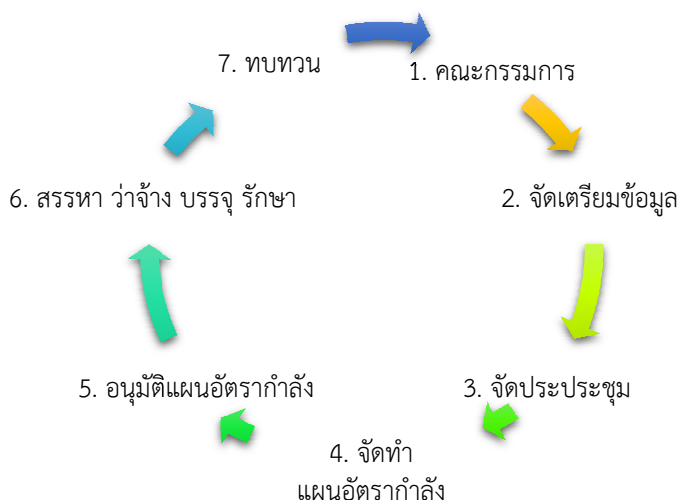 1. คณะกรรมการ
2. จัดเตรียมข้อมูล
3. จัดประประชุม
4. จัดทำ
แผนอัตรากำลัง
5. อนุมัติแผนอัตรากำลัง
6. สรรหา ว่าจ้าง บรรจุ รักษา
7. ทบทวน